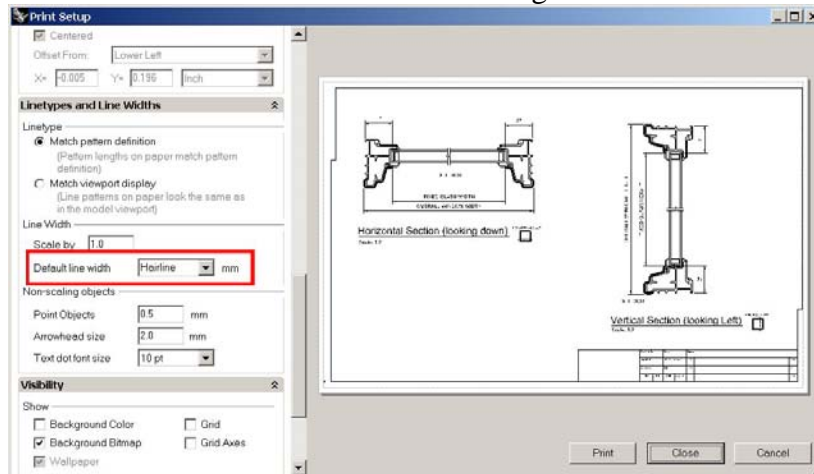 Print Setup
Centered
Offset From: Lower Left
X= -0.005 Y= 0.196 Inch
Linetypes and Line Widths
Linetype
Match pattern definition
(Pattern lengths on paper match pattern
definition)
Match viewport display
(Line patterns on paper look the same as
in the model viewport)
Line Width
Scale by 1.0
Default line width Hairline mm
Non-scaling objects
Point Objects 0.5 mm
Arrowhead size 2.0 mm
Text dot font size 10 pt
Visibility
Show
Background Color Grid
Background Bitmap Grid Axes
Wallpaper
Horizontal Section (looking down)
Vertical Section (looking Left)
Print Close Cancel